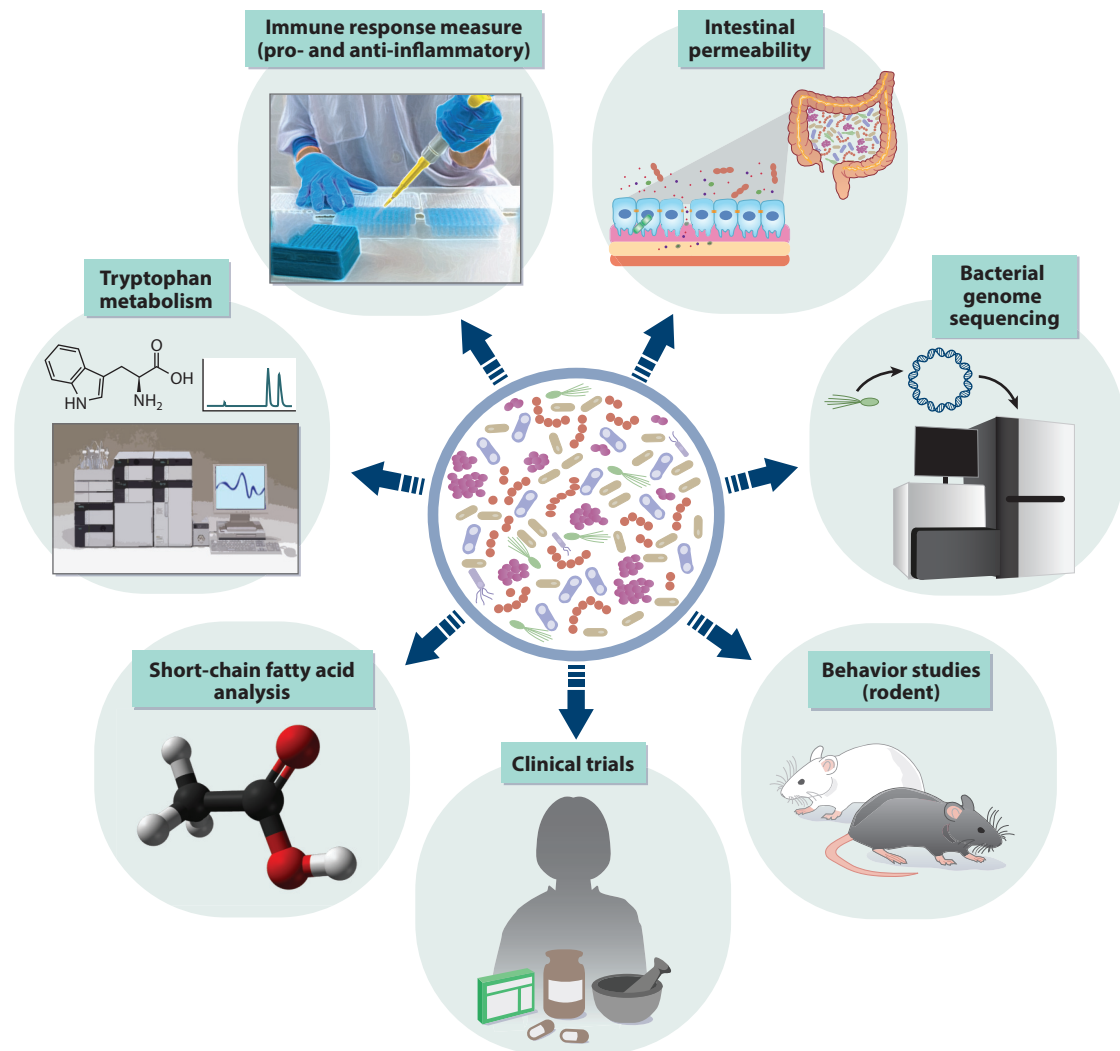 Immune response measure
(pro- and anti-inflammatory)
Intestinal
permeability
Tryptophan
metabolism
O
OH
NH₂
HN
Bacterial
genome
sequencing
Short-chain fatty acid
analysis
Behavior studies
(rodent)
Clinical trials